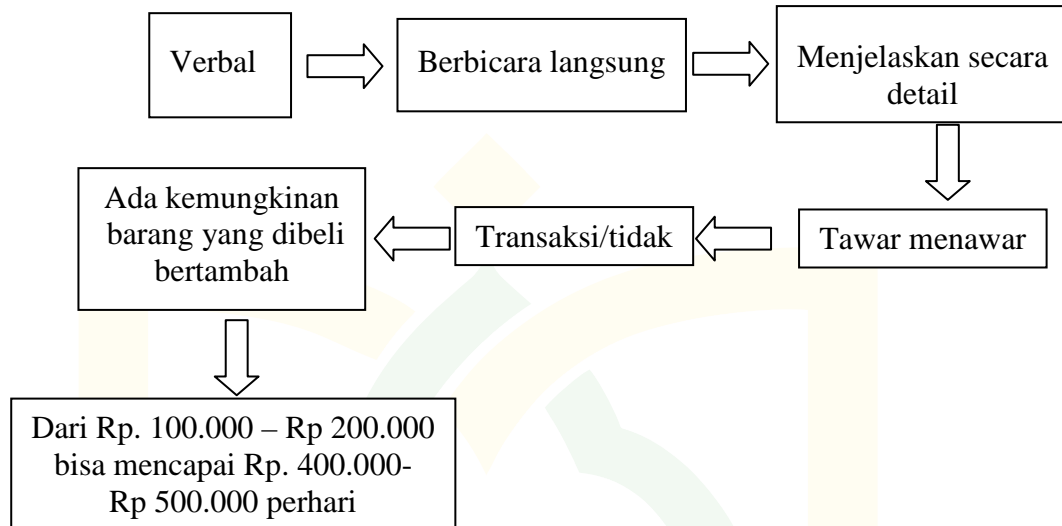 Verbal
Berbicara langsung
Menjelaskan secara
detail
Tawar menawar
Transaksi/tidak
Ada kemungkinan
barang yang dibeli
bertambah
Dari Rp. 100.000 – Rp 200.000
bisa mencapai Rp. 400.000-
Rp 500.000 perhari